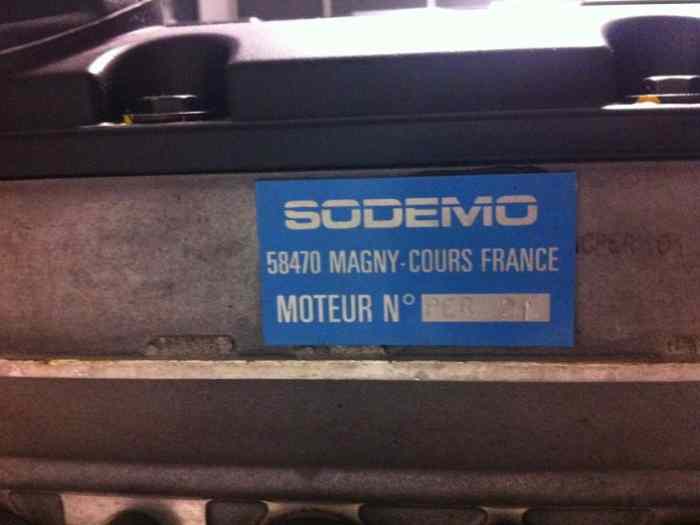 SODEMO
58470 MAGNY-COURS FRANCE
MOTEUR N° PER